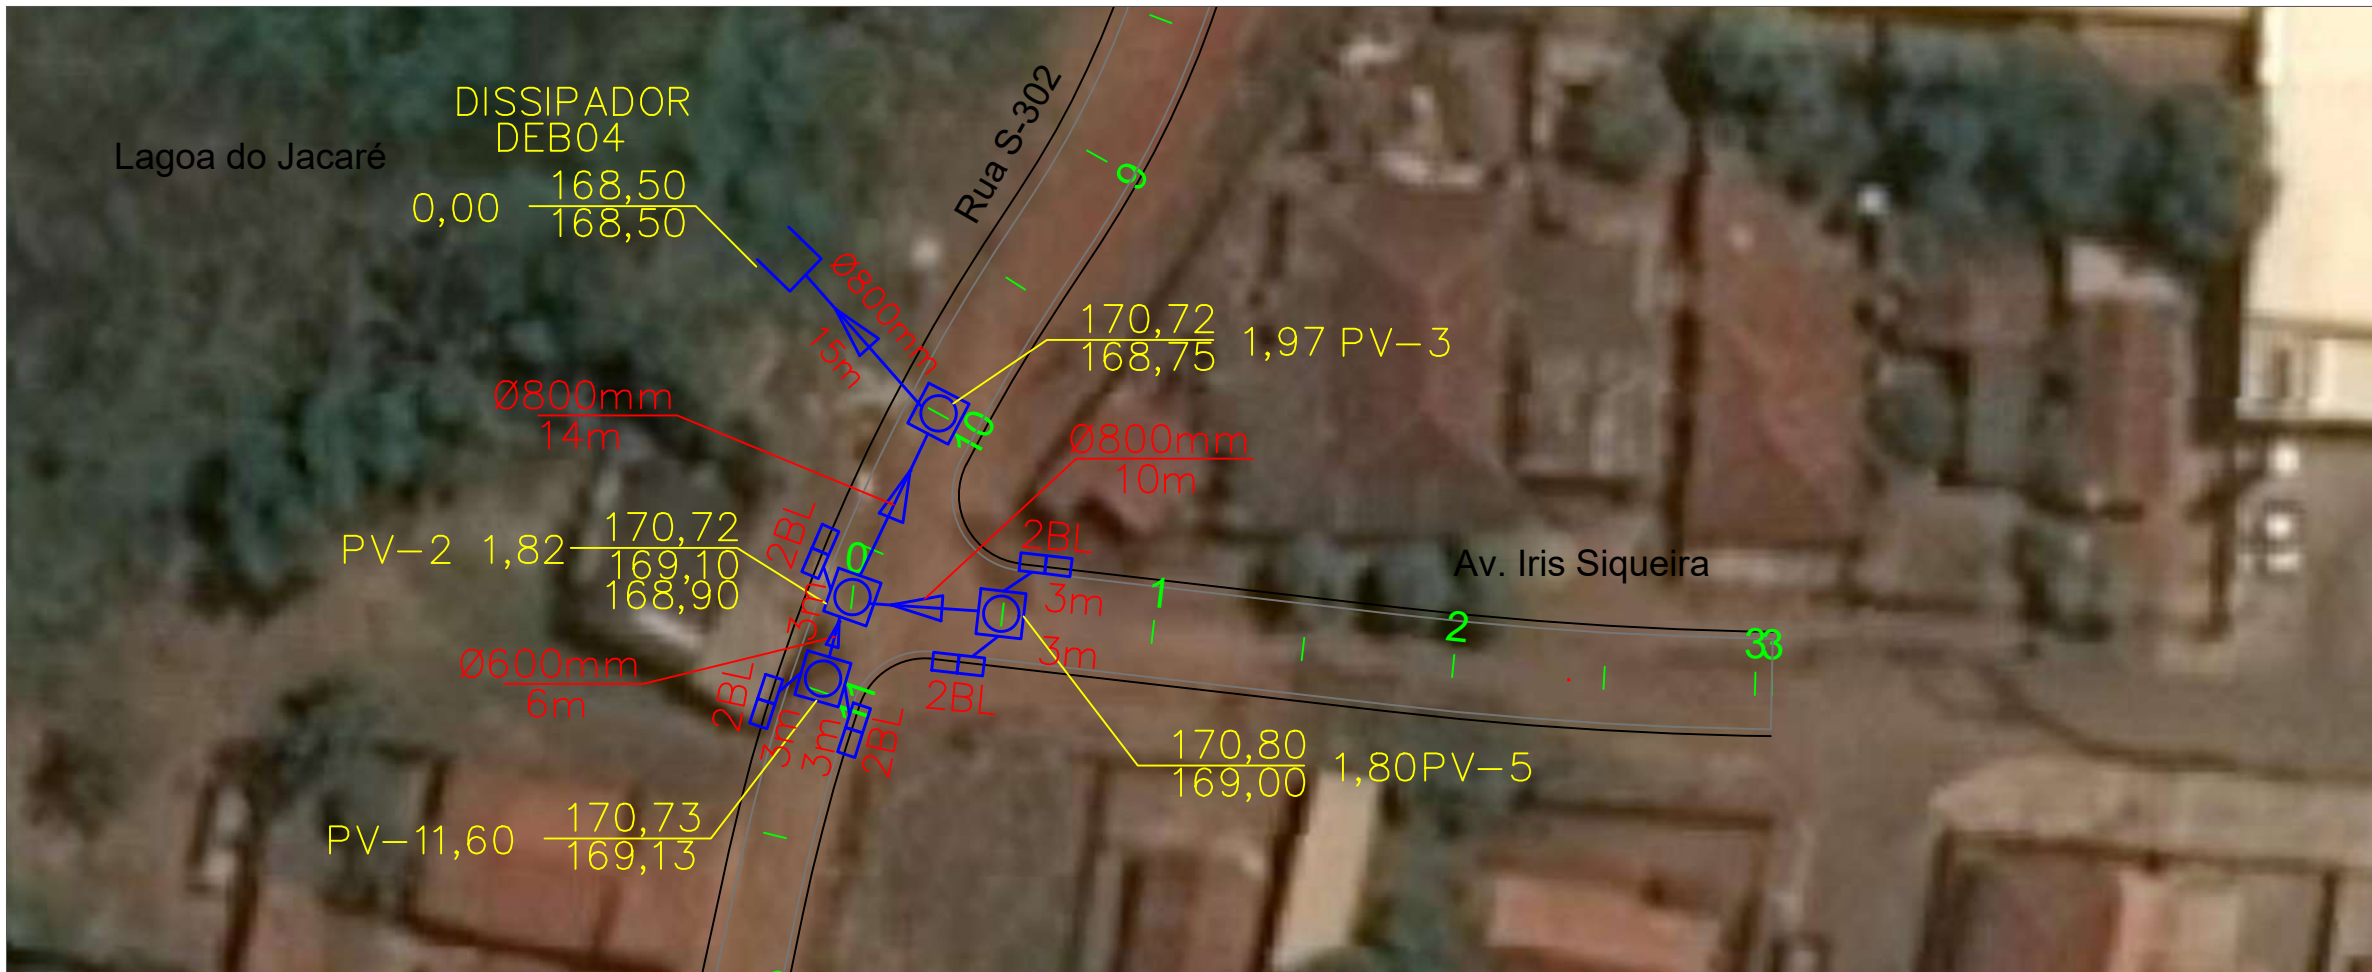 DISSIPADOR
DEB04
Lagoa do Jacaré
0,00
168,50
168,50
Rua S-302
9
Ø800mm
15m
170,72
168,75
1,97 PV-3
Ø800mm
14m
10
Ø800mm
10m
PV-2 1,82
170,72
169,10
168,90
2BL
0
3m
2BL
3m
1
Av. Iris Siqueira
2
33
3m
2BL
Ø600mm
6m
2BL
3m
3m
11
2BL
170,80
169,00
1,80PV-5
PV-11,60
170,73
169,13